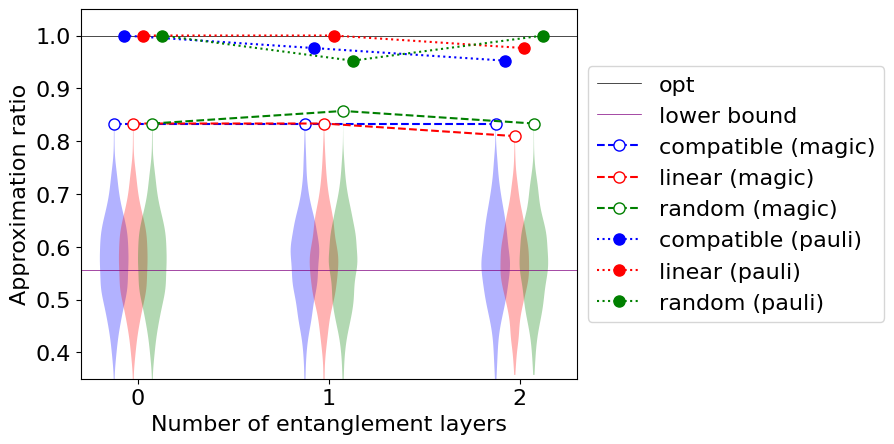 1.0
0.9
0.8
0.7
0.6
0.5
0.4
Approximation ratio
0
1
2
Number of entanglement layers
opt
lower bound
compatible (magic)
linear (magic)
random (magic)
compatible (pauli)
linear (pauli)
random (pauli)